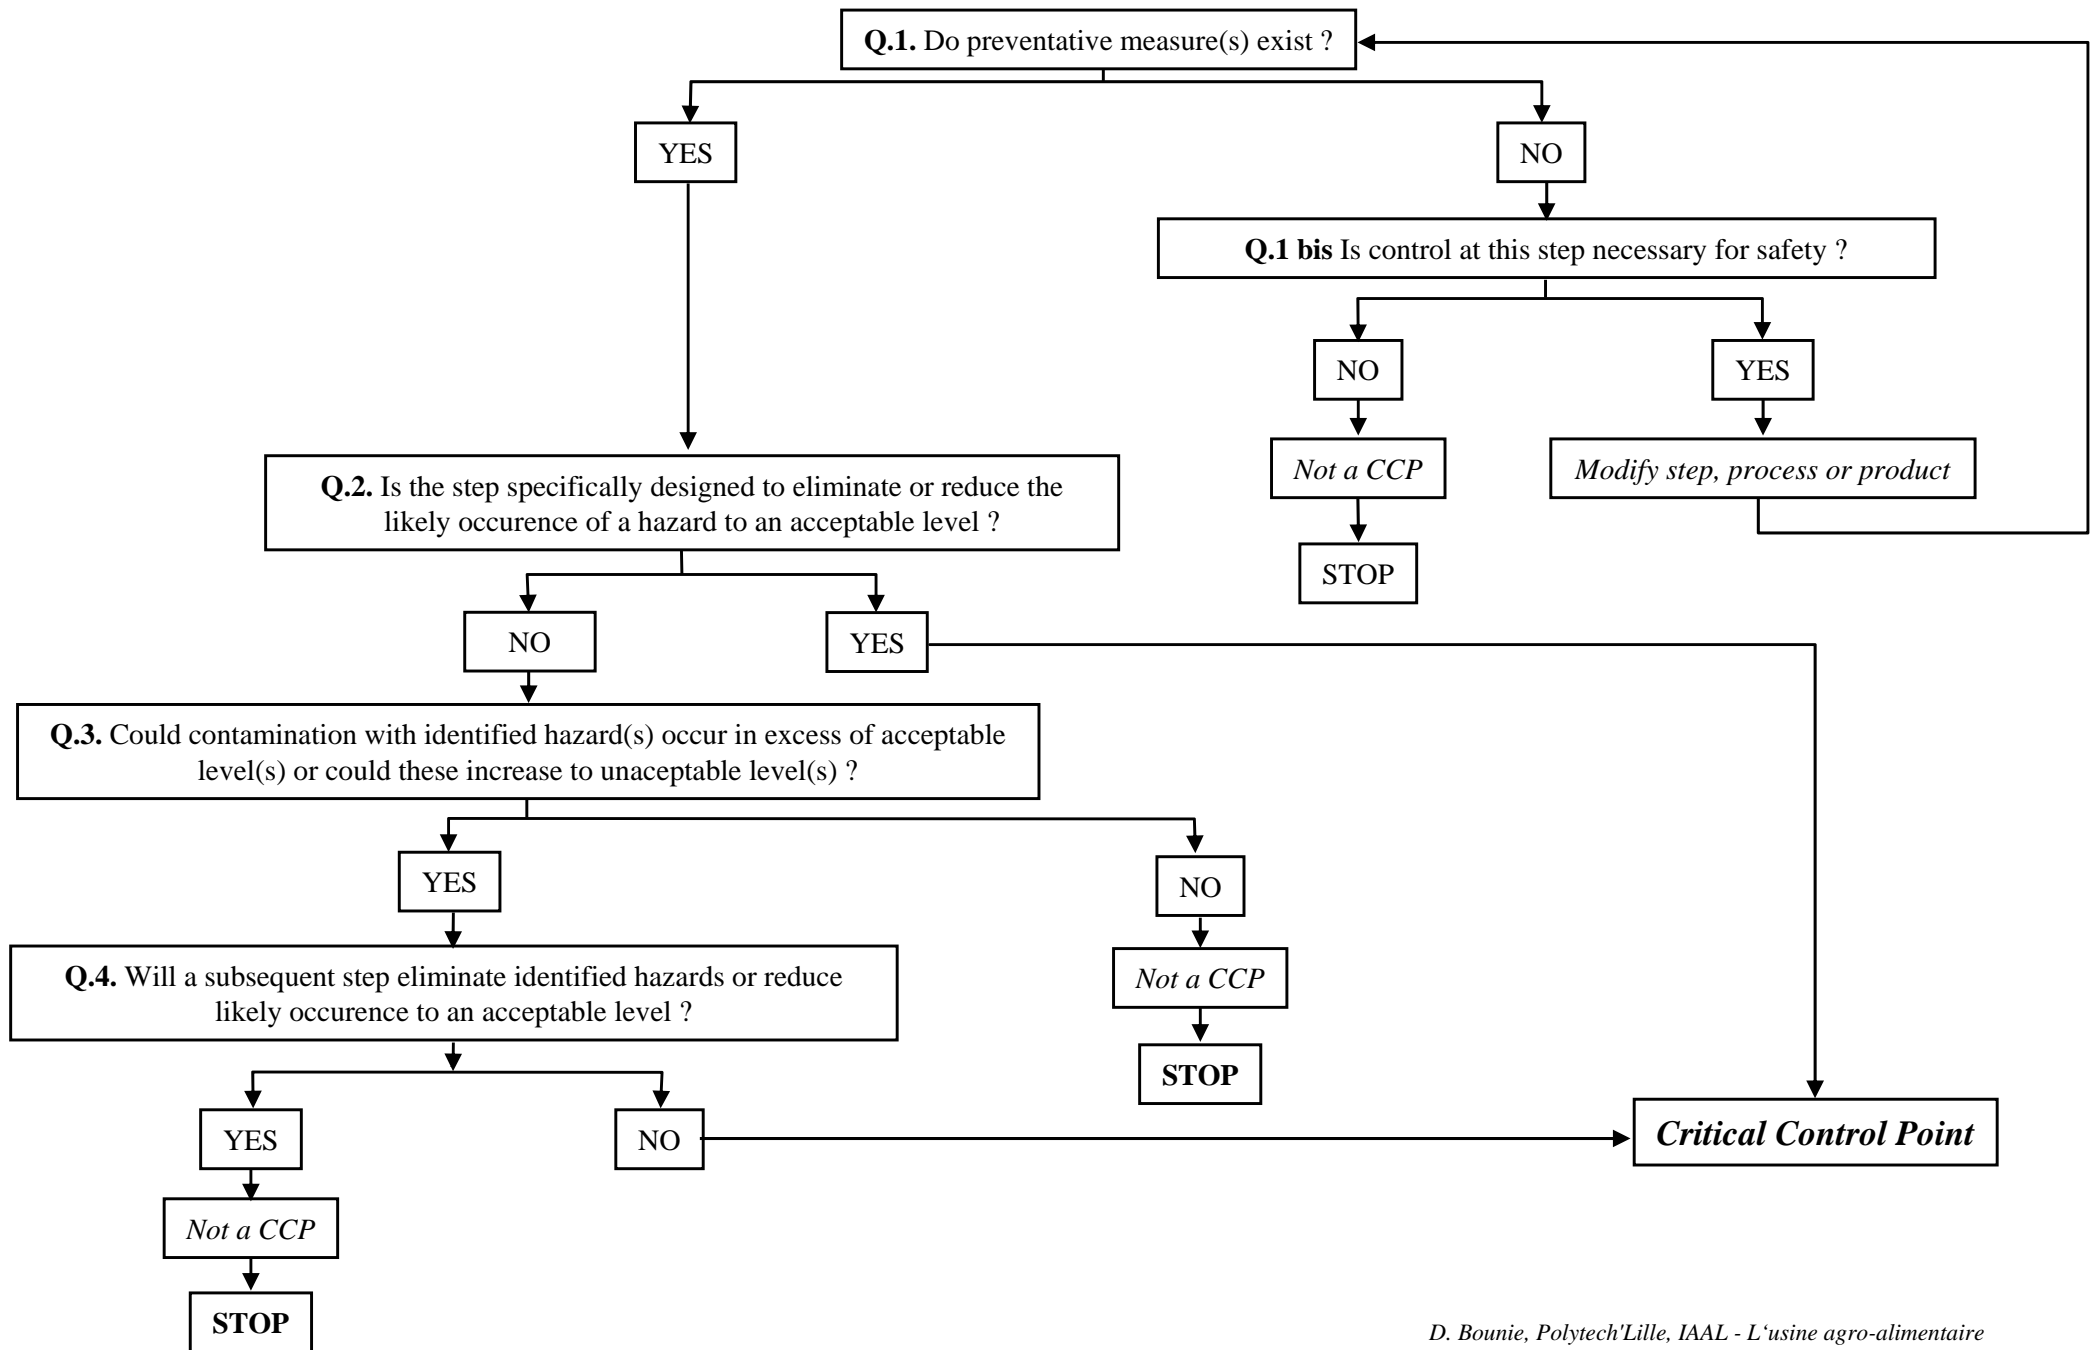 Q.1. Do preventative measure(s) exist ?
YES
NO
Q.1 bis Is control at this step necessary for safety ?
NO
YES
Not a CCP
Modify step, process or product
STOP
Q.2. Is the step specifically designed to eliminate or reduce the
likely occurence of a hazard to an acceptable level ?
NO
YES
Q.3. Could contamination with identified hazard(s) occur in excess of acceptable
level(s) or could these increase to unaceptable level(s) ?
YES
NO
Not a CCP
STOP
Q.4. Will a subsequent step eliminate identified hazards or reduce
likely occurence to an acceptable level ?
YES
NO
Critical Control Point
Not a CCP
STOP
D. Bounie, Polytech'Lille, IAAL - L‘usine agro-alimentaire